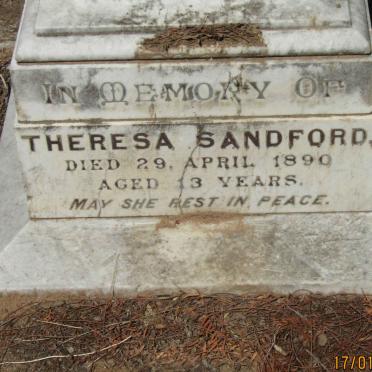 IN MEMORY OF
THERESA SANDFORD,
DIED 29, APRIL 1890
AGED 13 YEARS.
MAY SHE REST IN PEACE.
17/01